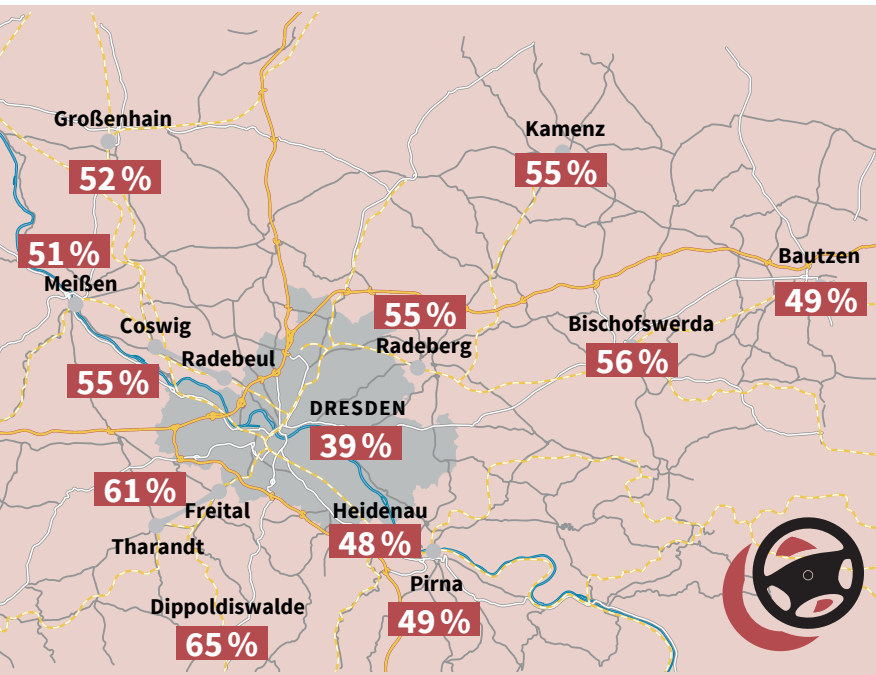 Großenhain
52 %
Kamenz
55 %
51 %
Meißen
Bautzen
49 %
Coswig
Radebeul
55 %
55 %
Radeberg
Bischofswerda
56 %
DRESDEN
39 %
61 %
Freital
Tharandt
Heidenau
48 %
Pirna
49 %
Dippoldiswalde
65 %